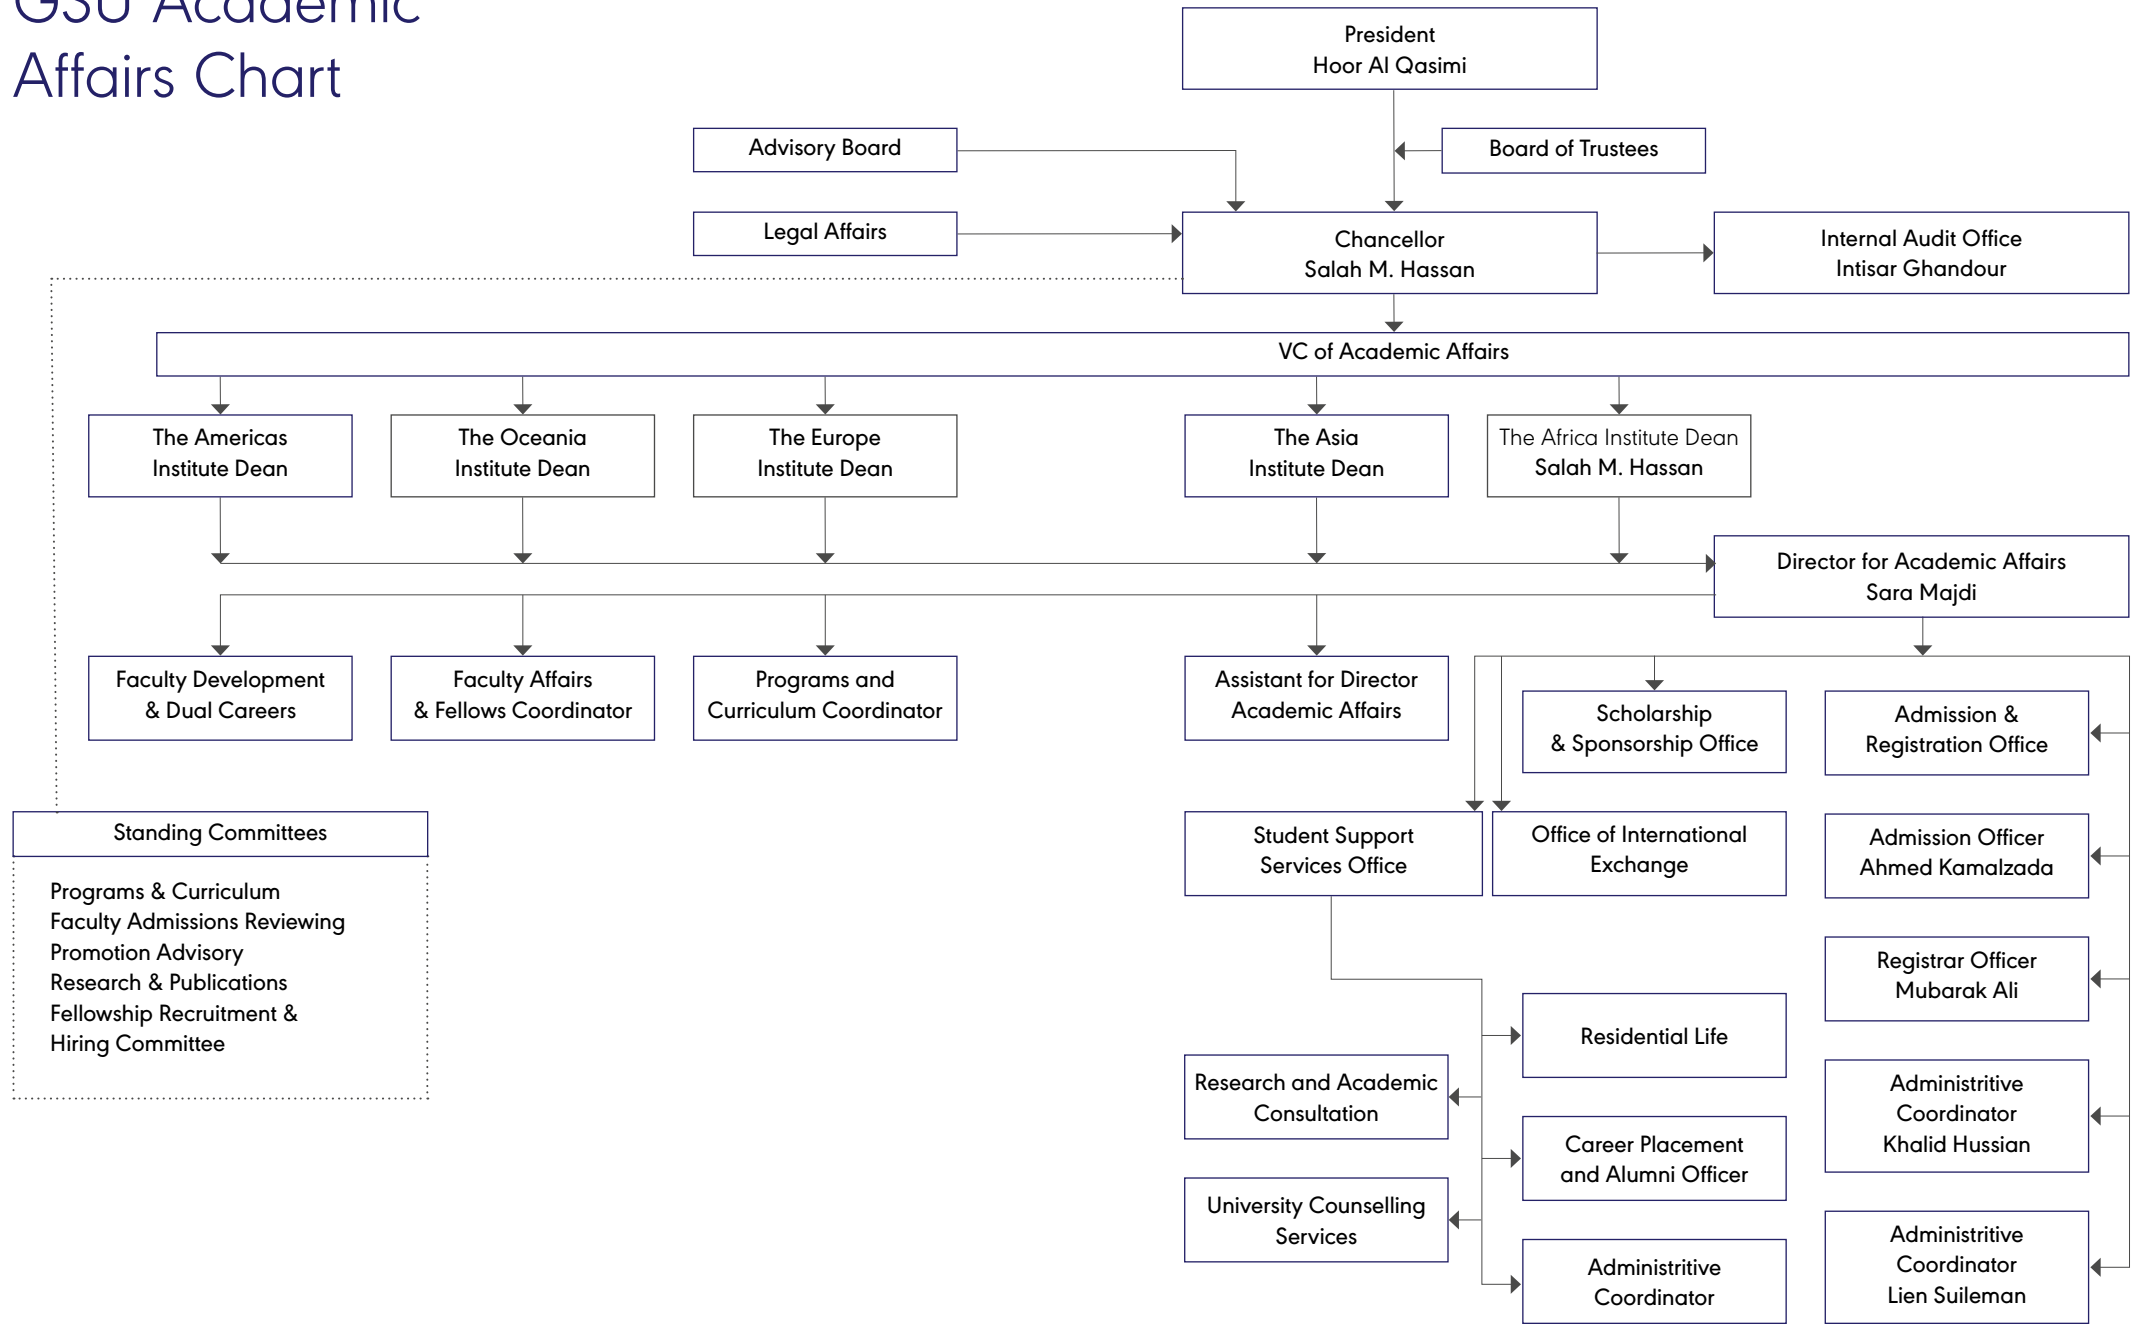 GSU Academic
Affairs Chart
President
Hoor Al Qasimi
Advisory Board
Board of Trustees
Legal Affairs
Chancellor
Salah M. Hassan
Internal Audit Office
Intisar Ghandour
VC of Academic Affairs
The Americas
Institute Dean
The Oceania
Institute Dean
The Europe
Institute Dean
The Asia
Institute Dean
The Africa Institute Dean
Salah M. Hassan
Director for Academic Affairs
Sara Majdi
Faculty Development
& Dual Careers
Faculty Affairs
& Fellows Coordinator
Programs and
Curriculum Coordinator
Assistant for Director
Academic Affairs
Scholarship
& Sponsorship Office
Admission &
Registration Office
Standing Committees
Programs & Curriculum
Faculty Admissions Reviewing
Promotion Advisory
Research & Publications
Fellowship Recruitment &
Hiring Committee
Student Support
Services Office
Office of International
Exchange
Admission Officer
Ahmed Kamalzada
Registrar Officer
Mubarak Ali
Residential Life
Research and Academic
Consultation
Administritive
Coordinator
Khalid Hussian
Career Placement
and Alumni Officer
University Counselling
Services
Administritive
Coordinator
Administritive
Coordinator
Lien Suileman